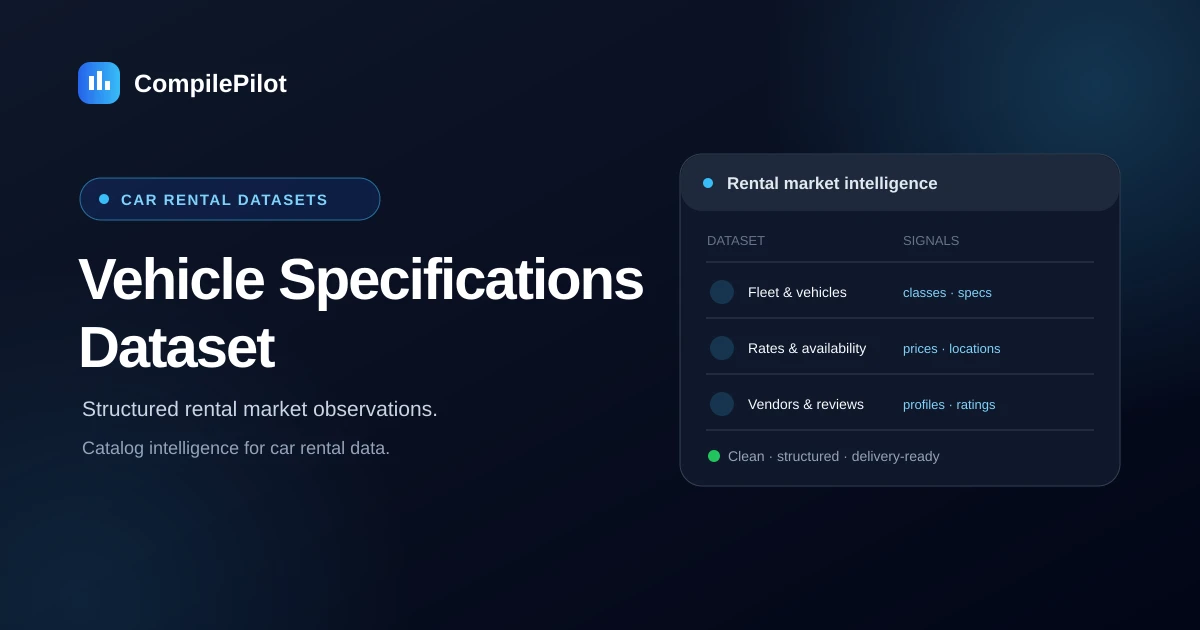 CompilePilot
CAR RENTAL DATASETS
Vehicle Specifications
Dataset
Structured rental market observations.
Catalog intelligence for car rental data.
Rental market intelligence
DATASET SIGNALS
Fleet & vehicles classes · specs
Rates & availability prices · locations
Vendors & reviews profiles · ratings
Clean · structured · delivery-ready